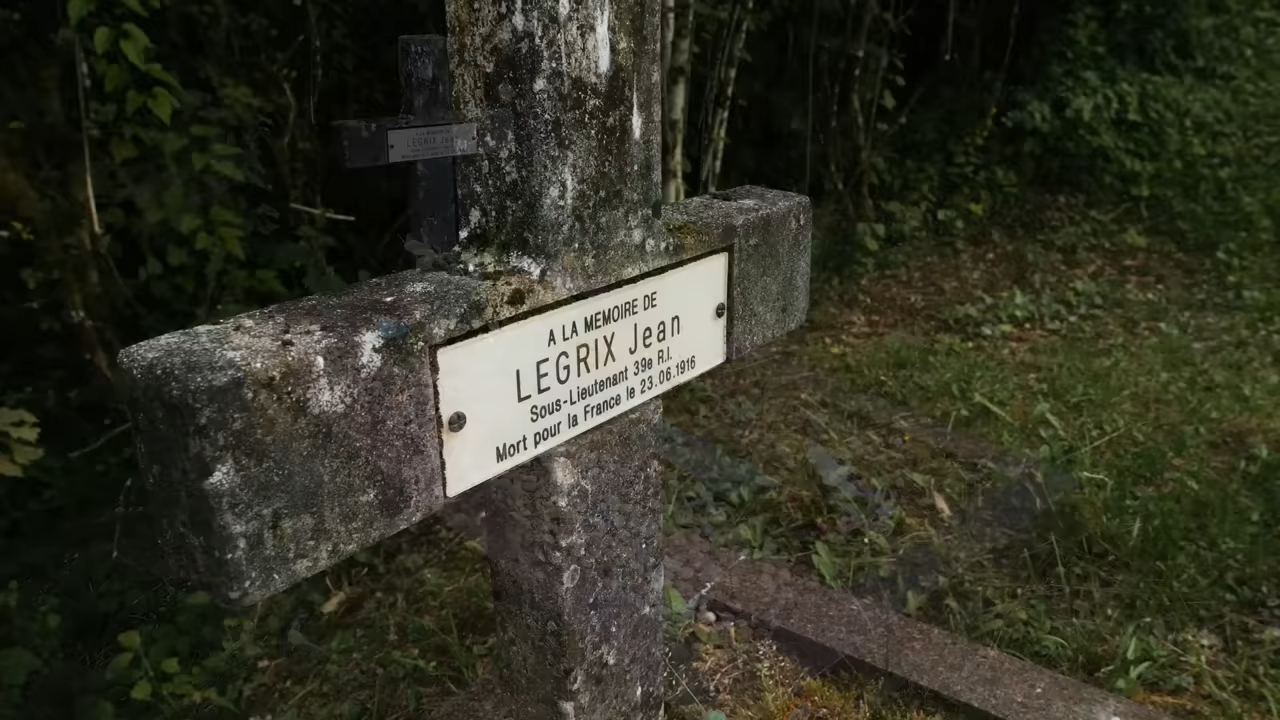 A LA MEMOIRE DE
LEGRIX Jean
Sous-Lieutenant 39e R.I.
Mort pour la France le 23.06.1916
LEGRIX